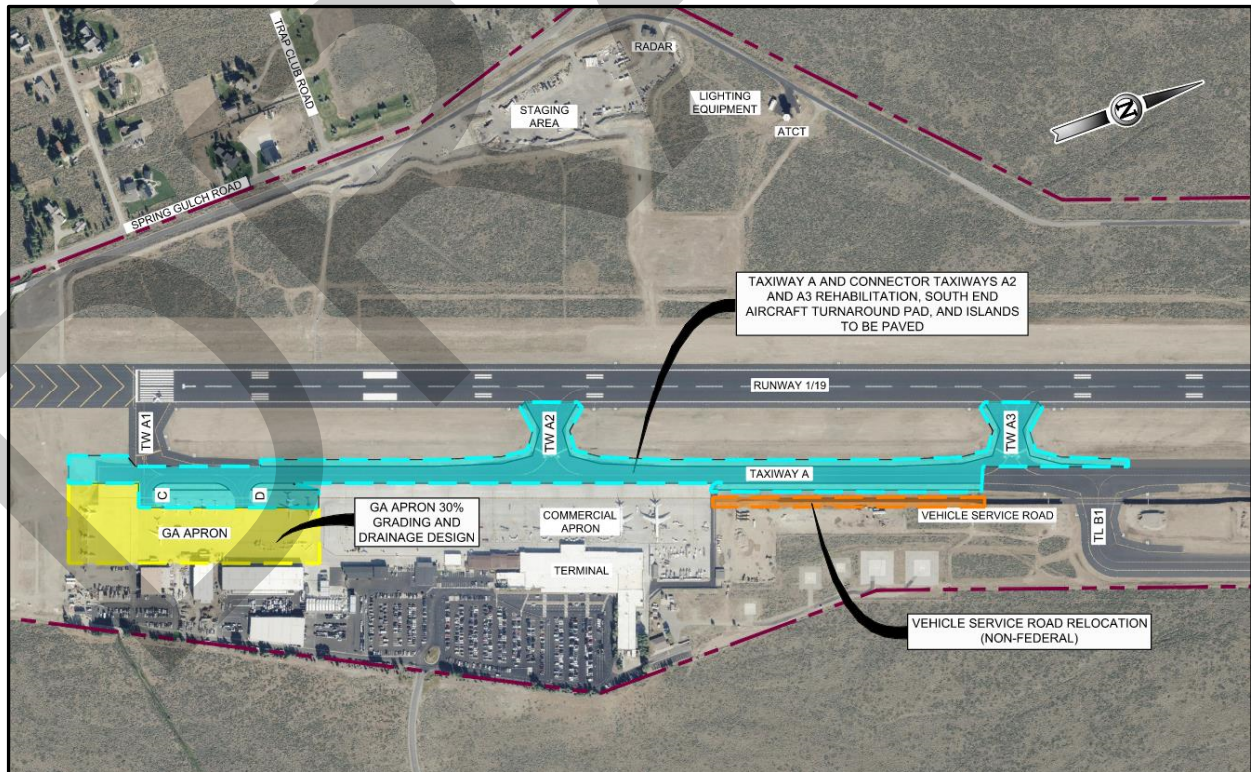 TRAP CLUB ROAD
RADAR
STAGING
AREA
LIGHTING
EQUIPMENT
ATCT
N
SPRING GULCH ROAD
TAXIWAY A AND CONNECTOR TAXIWAYS A2
AND A3 REHABILITATION, SOUTH END
AIRCRAFT TURNAROUND PAD, AND ISLANDS
TO BE PAVED
RUNWAY 1/19
TW A1
TW A2
TW A3
TAXIWAY A
C
D
GA APRON
GA APRON 30%
GRADING AND
DRAINAGE DESIGN
COMMERCIAL
APRON
TERMINAL
VEHICLE SERVICE ROAD
TL B1
VEHICLE SERVICE ROAD RELOCATION
(NON-FEDERAL)